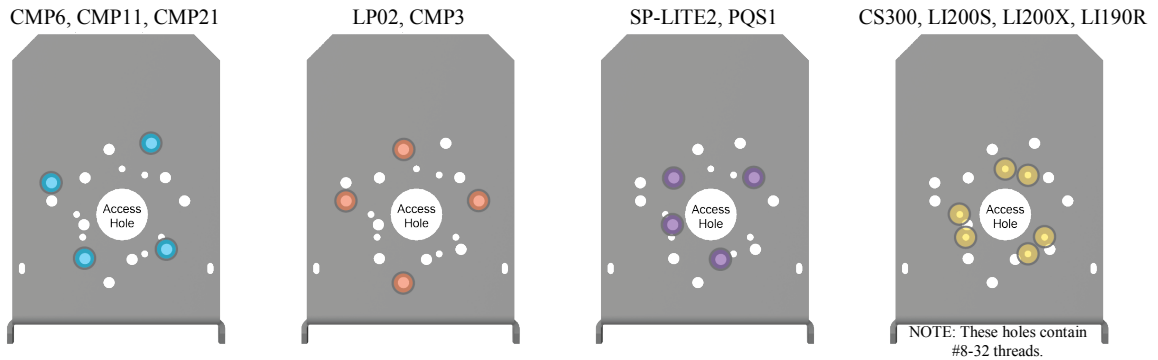 CMP6, CMP11, CMP21
LP02, CMP3
SP-LITE2, PQS1
CS300, LI200S, LI200X, LI190R
Access
Hole
Access
Hole
Access
Hole
Access
Hole
NOTE: These holes contain
#8-32 threads.